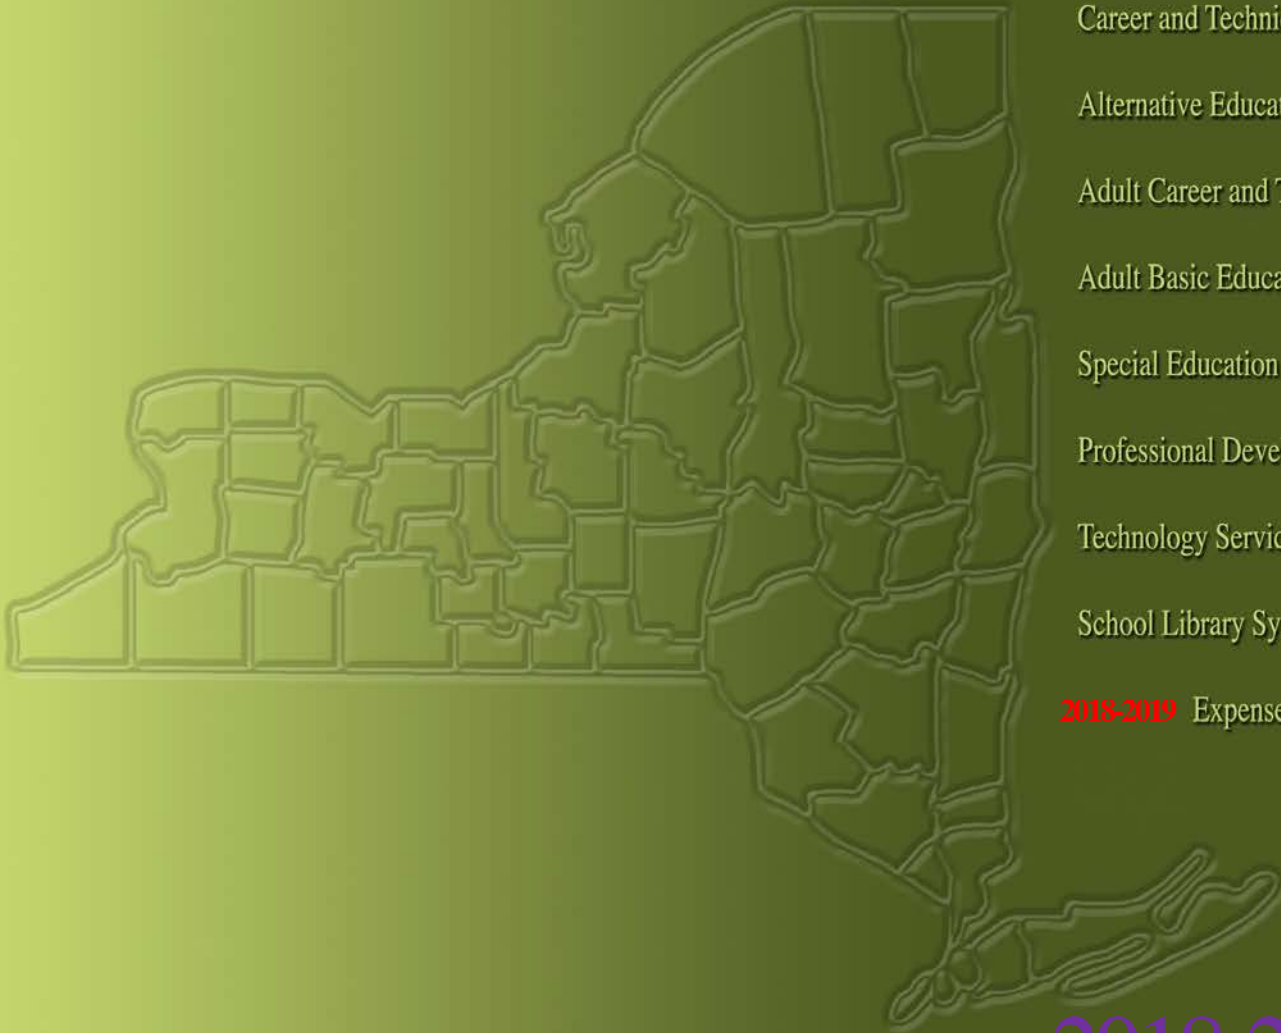 Career and Techni
Alternative Educa
Adult Career and
Adult Basic Educa
Special Education
Professional Deve
Technology Servic
School Library Sy
2018-2019 Expense